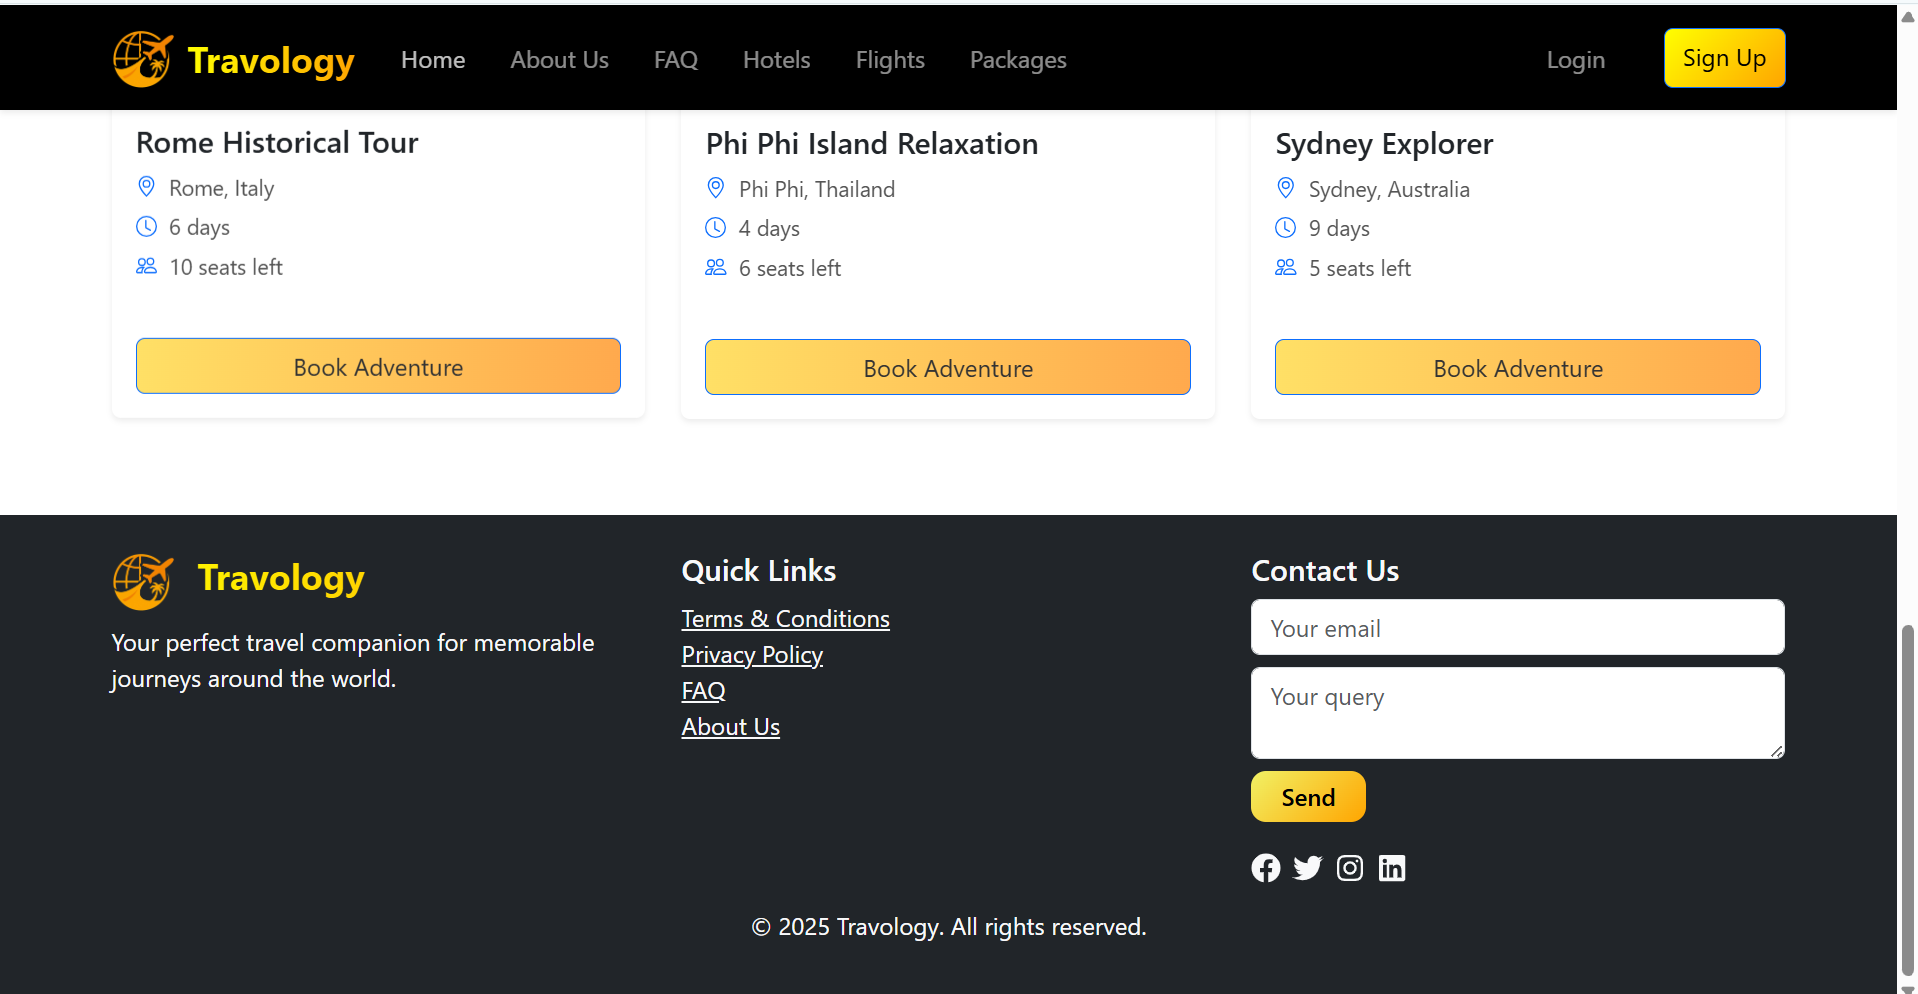 Travology
Home
About Us
FAQ
Hotels
Flights
Packages
Login
Sign Up
Rome Historical Tour
Rome, Italy
6 days
10 seats left
Book Adventure
Phi Phi Island Relaxation
Phi Phi, Thailand
4 days
6 seats left
Book Adventure
Sydney Explorer
Sydney, Australia
9 days
5 seats left
Book Adventure
Travology
Your perfect travel companion for memorable
journeys around the world.
Quick Links
Terms & Conditions
Privacy Policy
FAQ
About Us
Contact Us
Your email
Your query
Send
© 2025 Travology. All rights reserved.